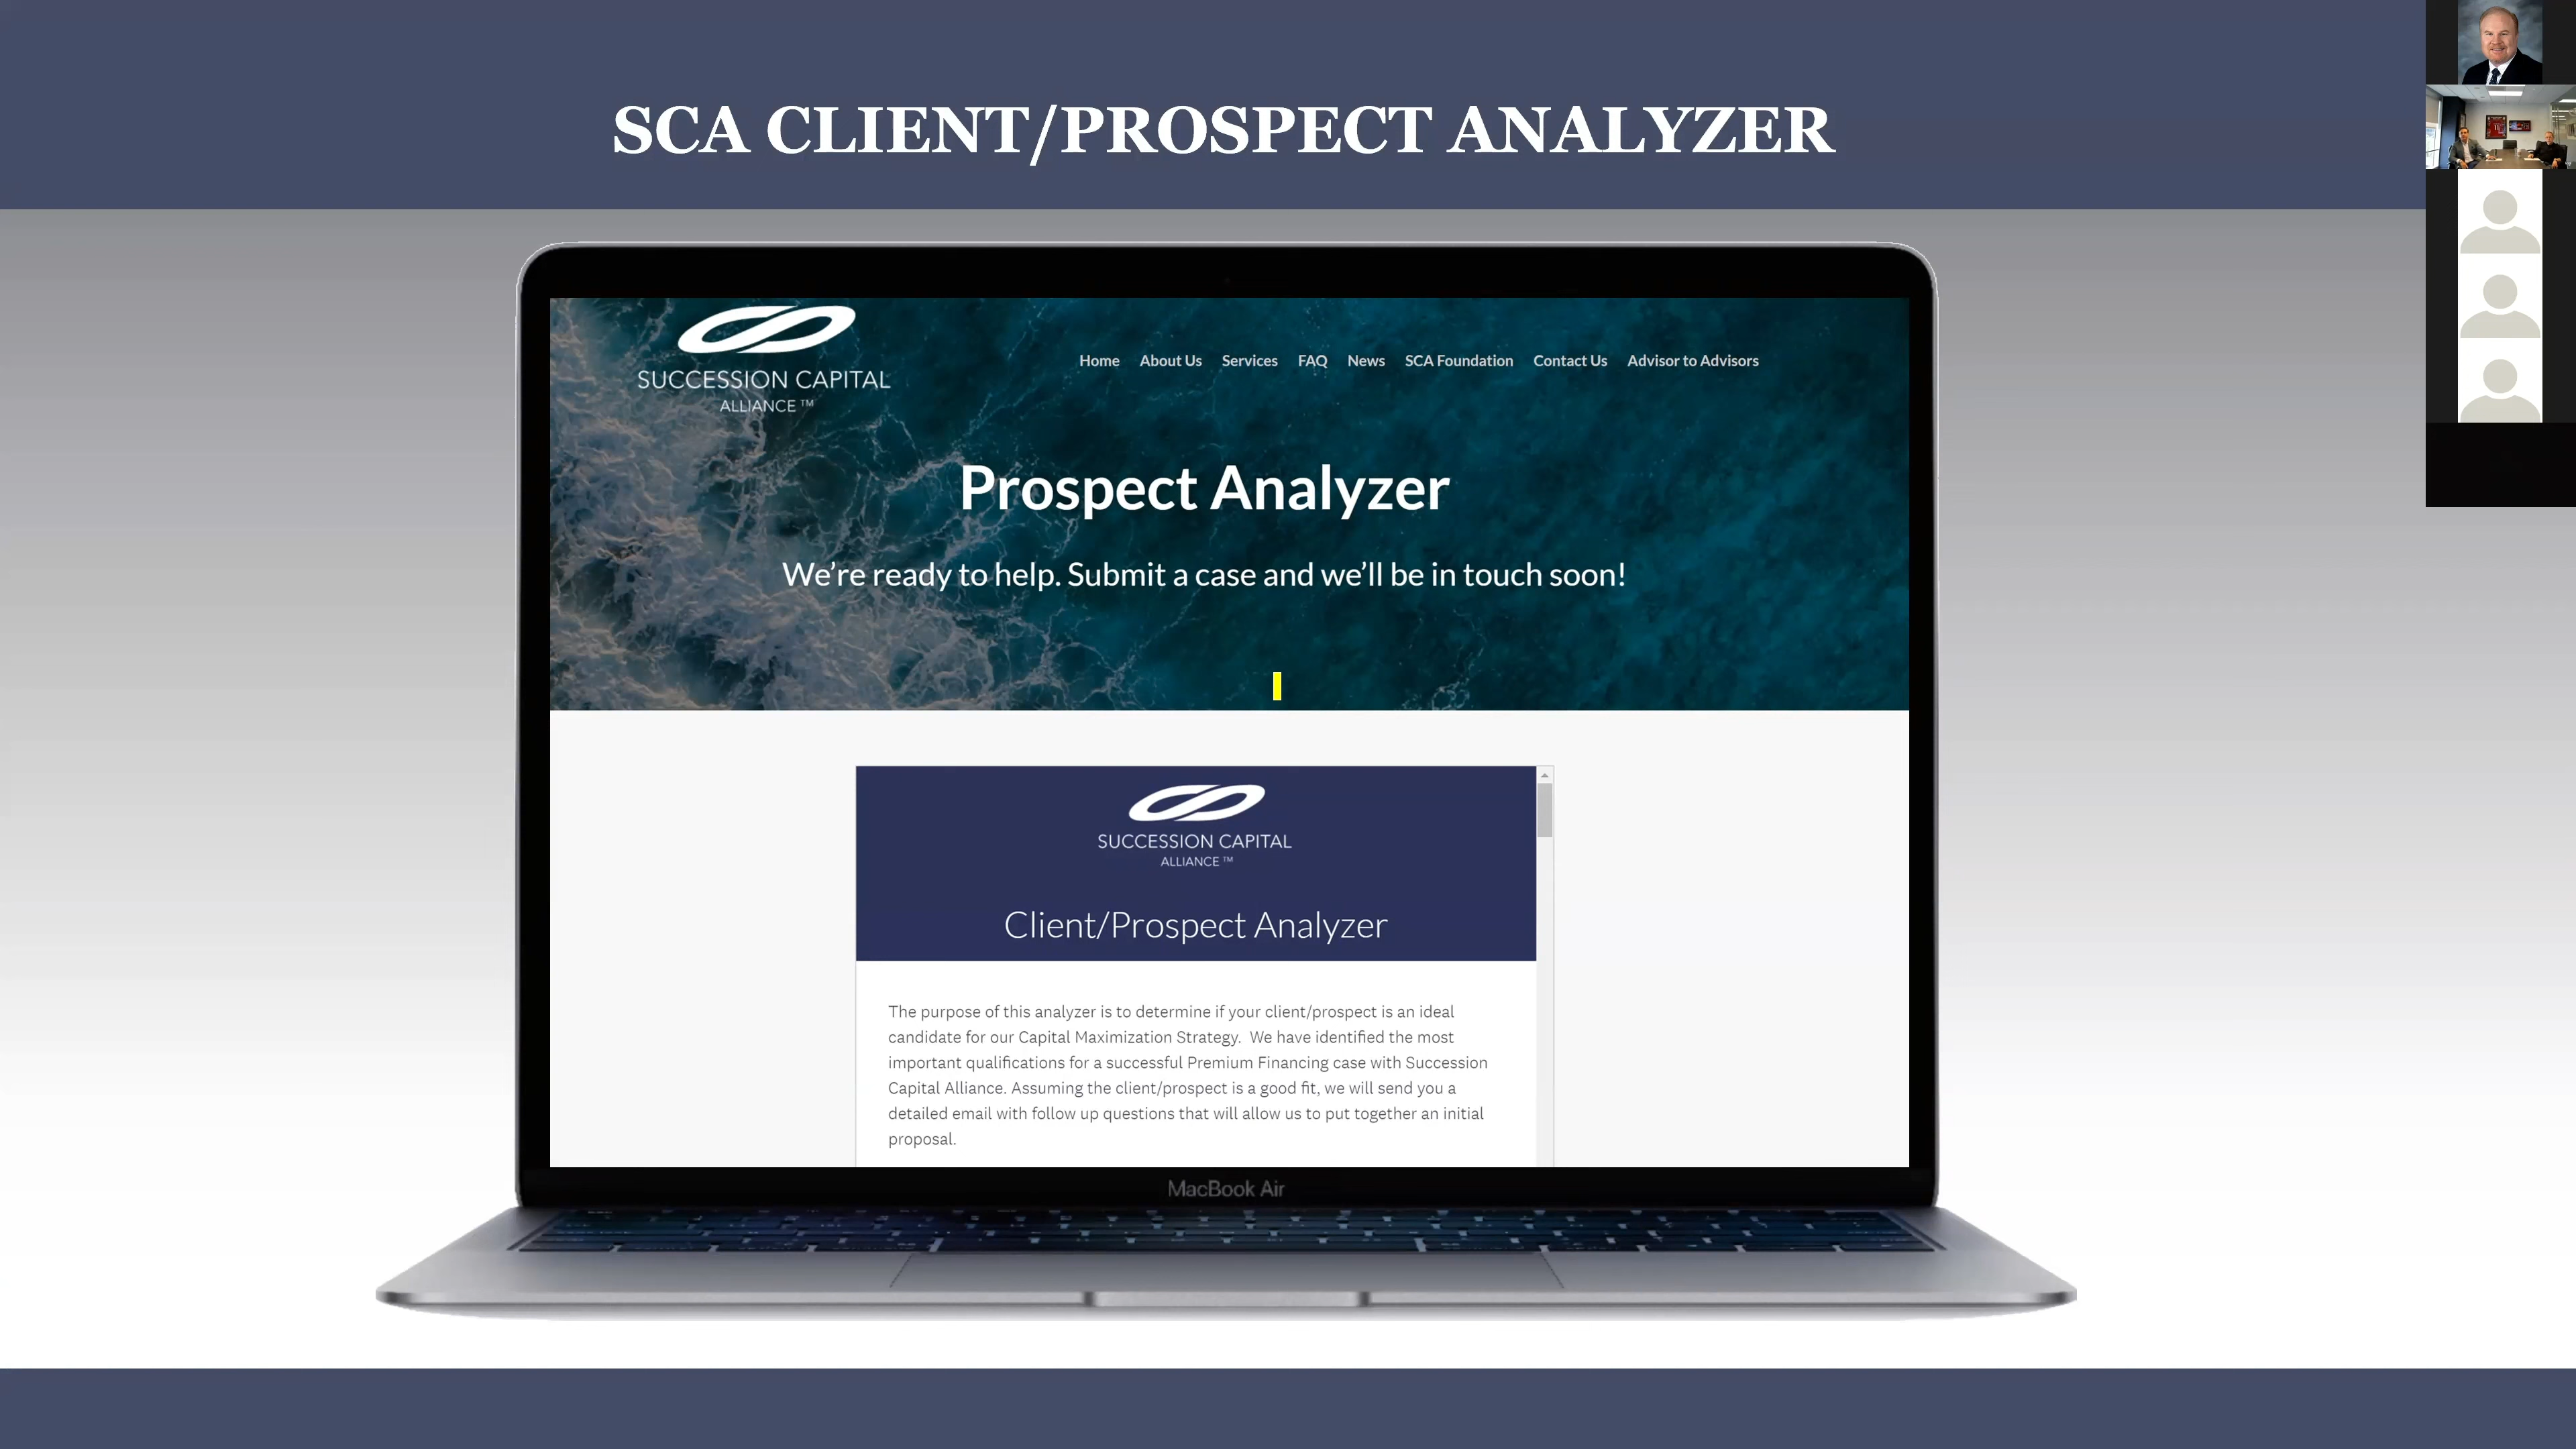 SCA CLIENT/PROSPECT ANALYZER
SUCCESSION CAPITAL
ALLIANCE ™
Home About Us Services FAQ News SCA Foundation Contact Us Advisor to Advisors
Prospect Analyzer
We’re ready to help. Submit a case and we’ll be in touch soon!
SUCCESSION CAPITAL
ALLIANCE ™
Client/Prospect Analyzer
The purpose of this analyzer is to determine if your client/prospect is an ideal
candidate for our Capital Maximization Strategy. We have identified the most
important qualifications for a successful Premium Financing case with Succession
Capital Alliance. Assuming the client/prospect is a good fit, we will send you a
detailed email with follow up questions that will allow us to put together an initial
proposal.
MacBook Air